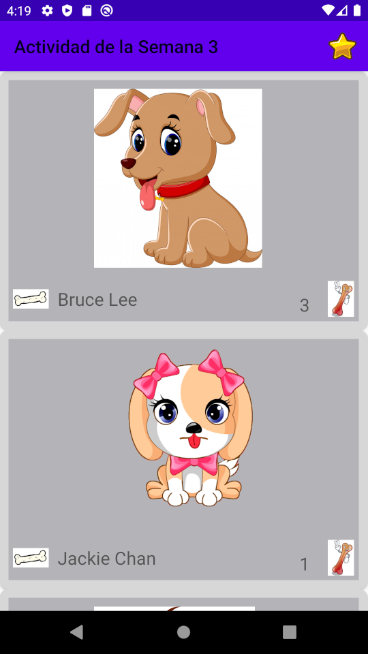 4:19
Actividad de la Semana 3
Bruce Lee
3
Jackie Chan
1